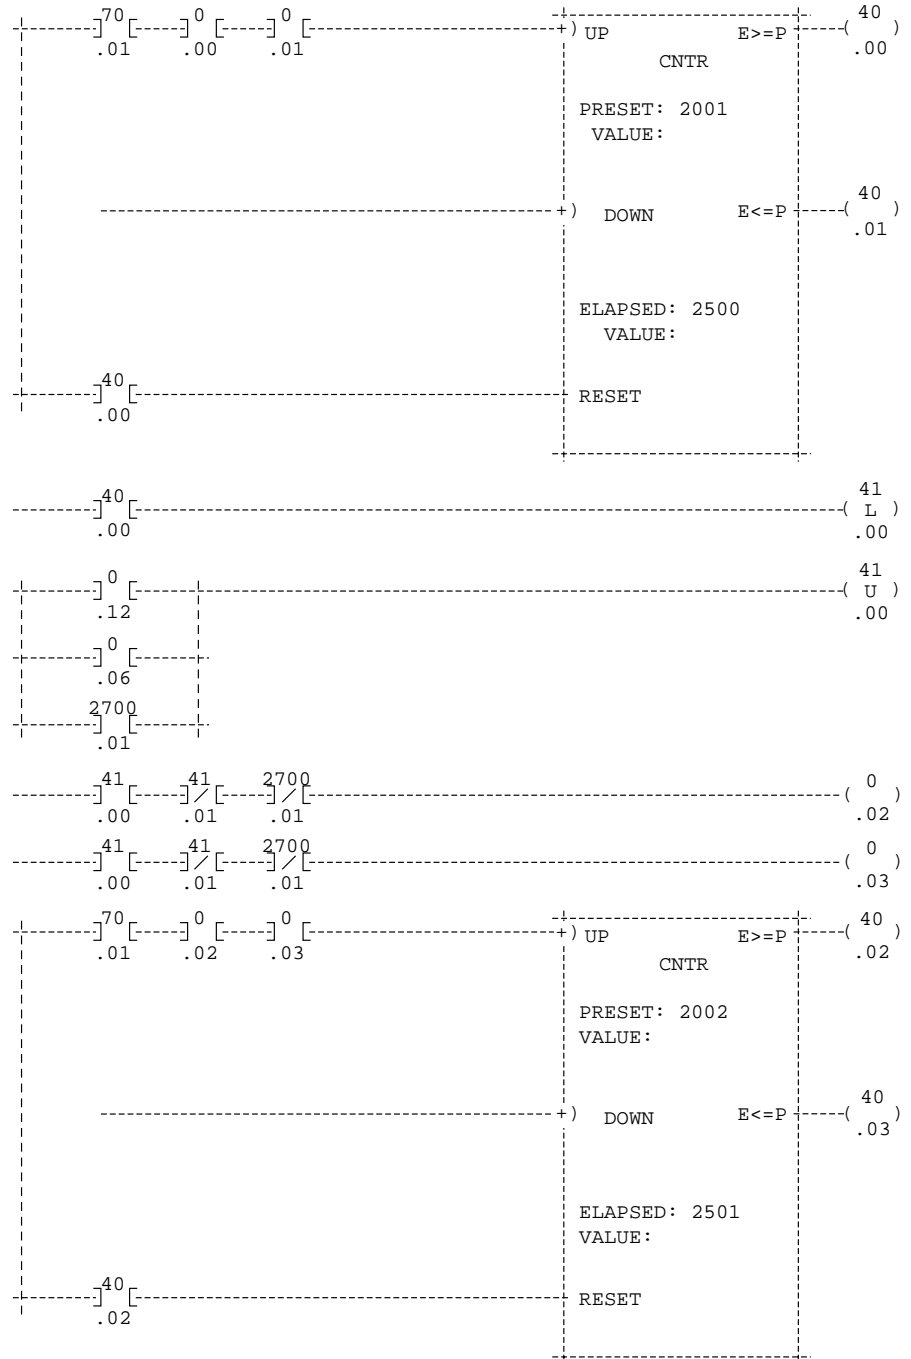 70 0 0 40
] [ ] [ ] [ +) UP E>=P ( )
.01 .00 .01 .00
CNTR
PRESET: 2001
VALUE:
40
+) DOWN E<=P ( )
.01
ELAPSED: 2500
VALUE:
40
] [ RESET
.00
40 41
] [ ( L )
.00 .00
0 41
] [ ( U )
.12 .00
0
] [
.06
2700
] [
.01
41 41 2700 0
] [ ]/[ ]/[ ( )
.00 .01 .01 .02
41 41 2700 0
] [ ]/[ ]/[ ( )
.00 .01 .01 .03
70 0 0 40
] [ ] [ ] [ +) UP E>=P ( )
.01 .02 .03 .02
CNTR
PRESET: 2002
VALUE:
40
+) DOWN E<=P ( )
.03
ELAPSED: 2501
VALUE:
40
] [ RESET
.02